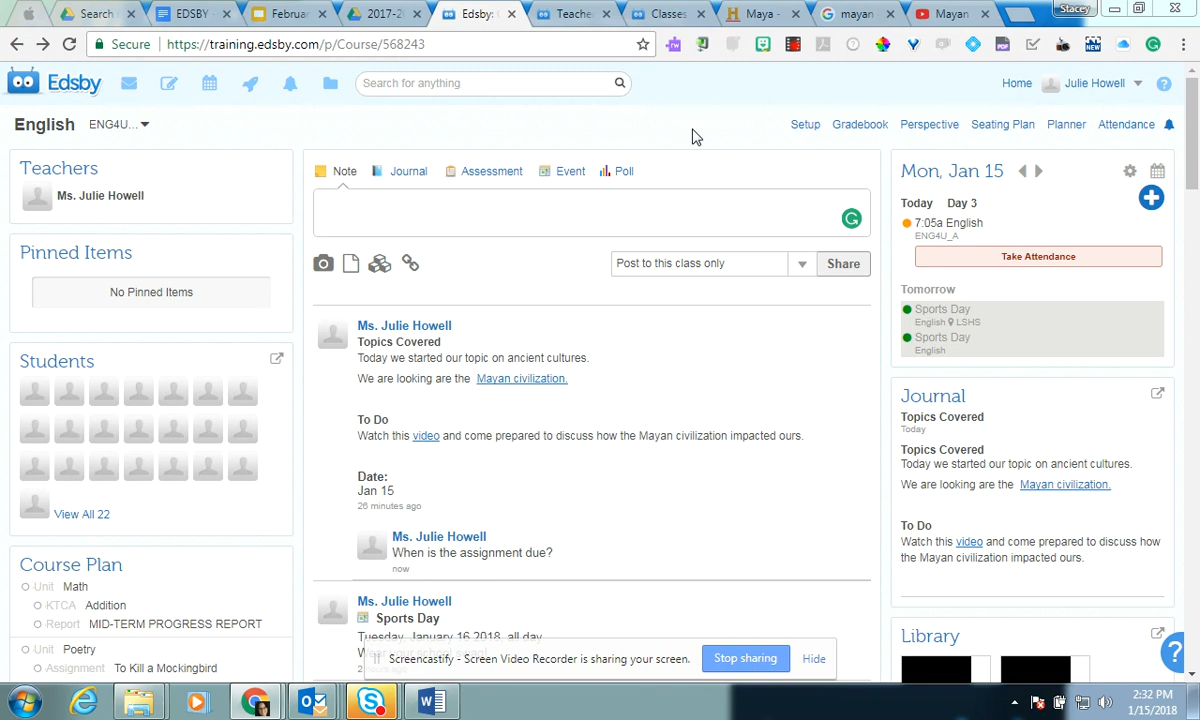 Search
EDSBY -
Februar
2017-2
Edsby:
Teache
Classes
Maya -
mayan
Mayan
Stacey
Secure
https://training.edsby.com/p/Course/568243
Edsby
Search for anything
Home
Julie Howell
English ENG4U...
Setup Gradebook Perspective Seating Plan Planner Attendance
Teachers
Ms. Julie Howell
Pinned Items
No Pinned Items
Students
View All 22
Course Plan
Unit Math
KTCA Addition
Report MID-TERM PROGRESS REPORT
Unit Poetry
Assignment To Kill a Mockingbird
Note Journal Assessment Event Poll
Post to this class only
Share
Ms. Julie Howell
Topics Covered
Today we started our topic on ancient cultures.
We are looking are the Mayan civilization.
To Do
Watch this video and come prepared to discuss how the Mayan civilization impacted ours.
Date:
Jan 15
26 minutes ago
Ms. Julie Howell
When is the assignment due?
now
Ms. Julie Howell
Sports Day
Tuesday, January 16 2018, all day
Screencastify - Screen Video Recorder is sharing your screen.
Stop sharing
Hide
Mon, Jan 15
Today Day 3
7:05a English
ENG4U_A
Take Attendance
Tomorrow
Sports Day
English LSHS
Sports Day
English
Journal
Topics Covered
Today
Topics Covered
Today we started our topic on ancient cultures.
We are looking are the Mayan civilization.
To Do
Watch this video and come prepared to discuss how the Mayan civilization impacted ours.
Library
2:32 PM
1/15/2018